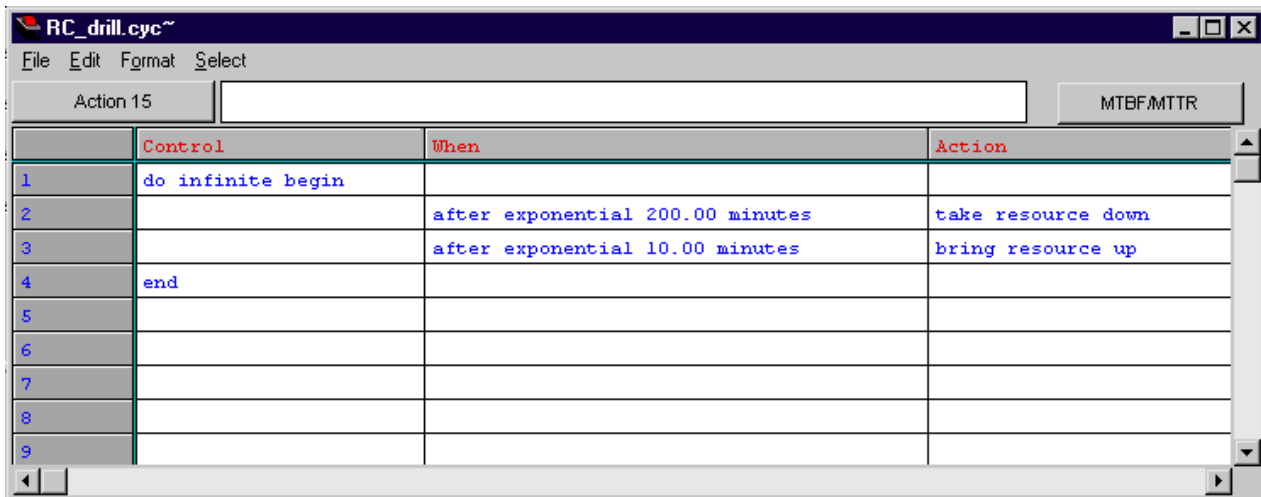 RC_drill.cyc~
File Edit Format Select
Action 15 MTBF/MTTR
Control When Action
1 do infinite begin
2 after exponential 200.00 minutes take resource down
3 after exponential 10.00 minutes bring resource up
4 end
5
6
7
8
9